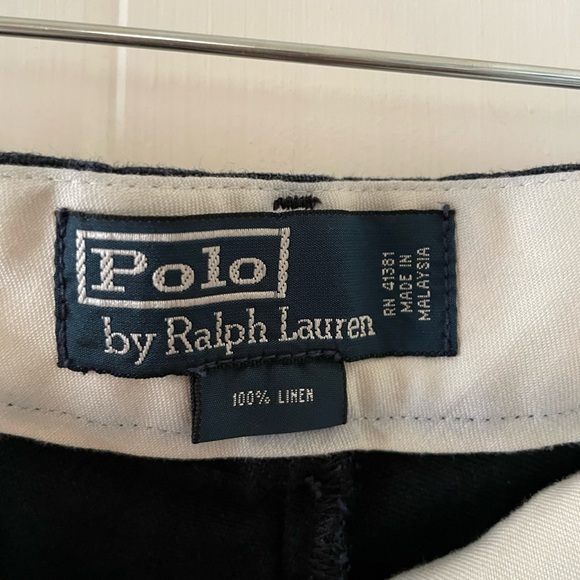 Polo
by Ralph Lauren
RN 41381
MADE IN
MALAYSIA
100% LINEN